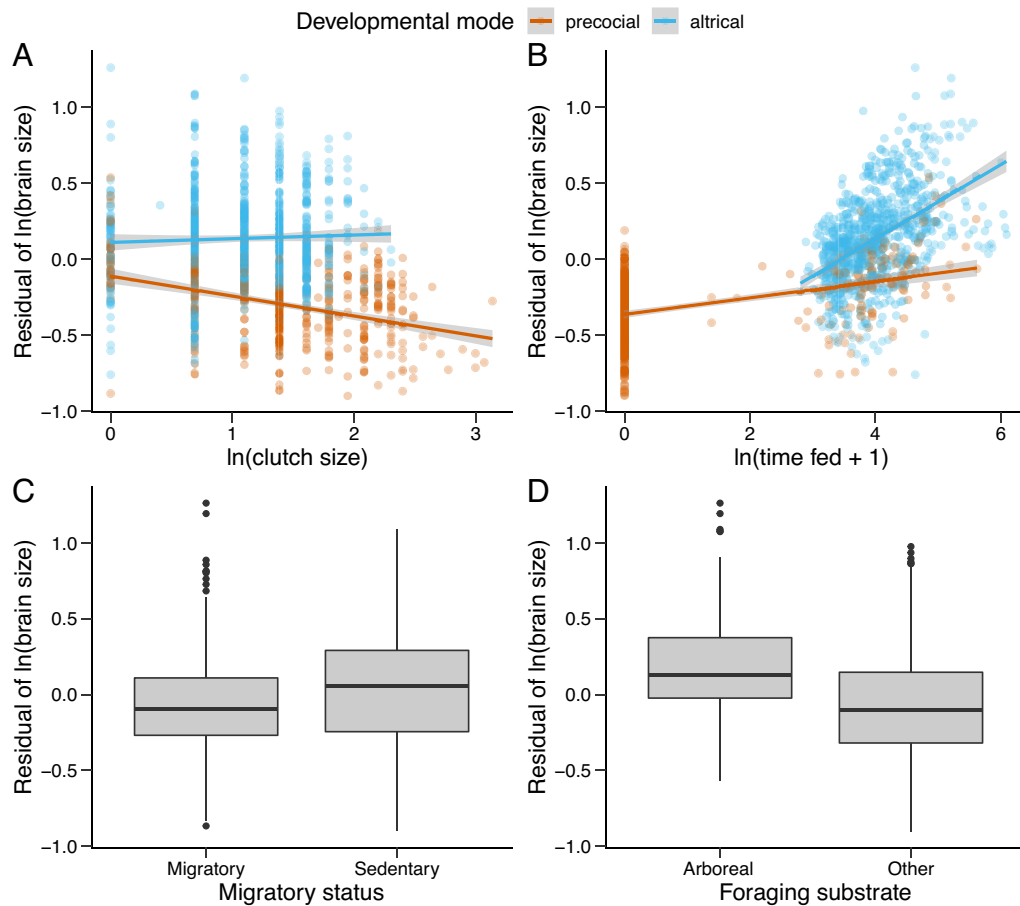 Developmental mode precocial altrical
A
Residual of ln(brain size)
1.0
0.5
0.0
−0.5
−1.0
0 1 2 3
ln(clutch size)
B
Residual of ln(brain size)
1.0
0.5
0.0
−0.5
−1.0
0 2 4 6
ln(time fed + 1)
C
Residual of ln(brain size)
1.0
0.5
0.0
−0.5
−1.0
Migratory Sedentary
Migratory status
D
Residual of ln(brain size)
1.0
0.5
0.0
−0.5
−1.0
Arboreal Other
Foraging substrate